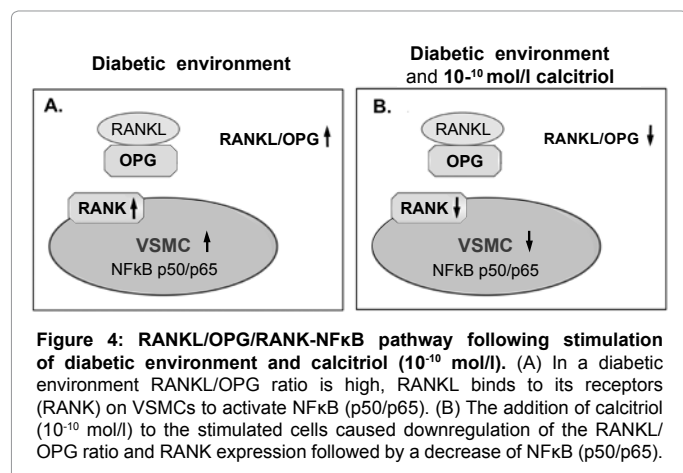 Diabetic environment
Diabetic environment
and 10-¹⁰ mol/l calcitriol
A.
RANKL
OPG
RANKL/OPG ↑
RANK ↑
VSMC ↑
NFkB p50/p65
B.
RANKL
OPG
RANKL/OPG ↓
RANK ↓
VSMC ↓
NFkB p50/p65
Figure 4: RANKL/OPG/RANK-NFκB pathway following stimulation
of diabetic environment and calcitriol (10⁻¹⁰ mol/l). (A) In a diabetic
environment RANKL/OPG ratio is high, RANKL binds to its receptors
(RANK) on VSMCs to activate NFκB (p50/p65). (B) The addition of calcitriol
(10⁻¹⁰ mol/l) to the stimulated cells caused downregulation of the RANKL/
OPG ratio and RANK expression followed by a decrease of NFκB (p50/p65).